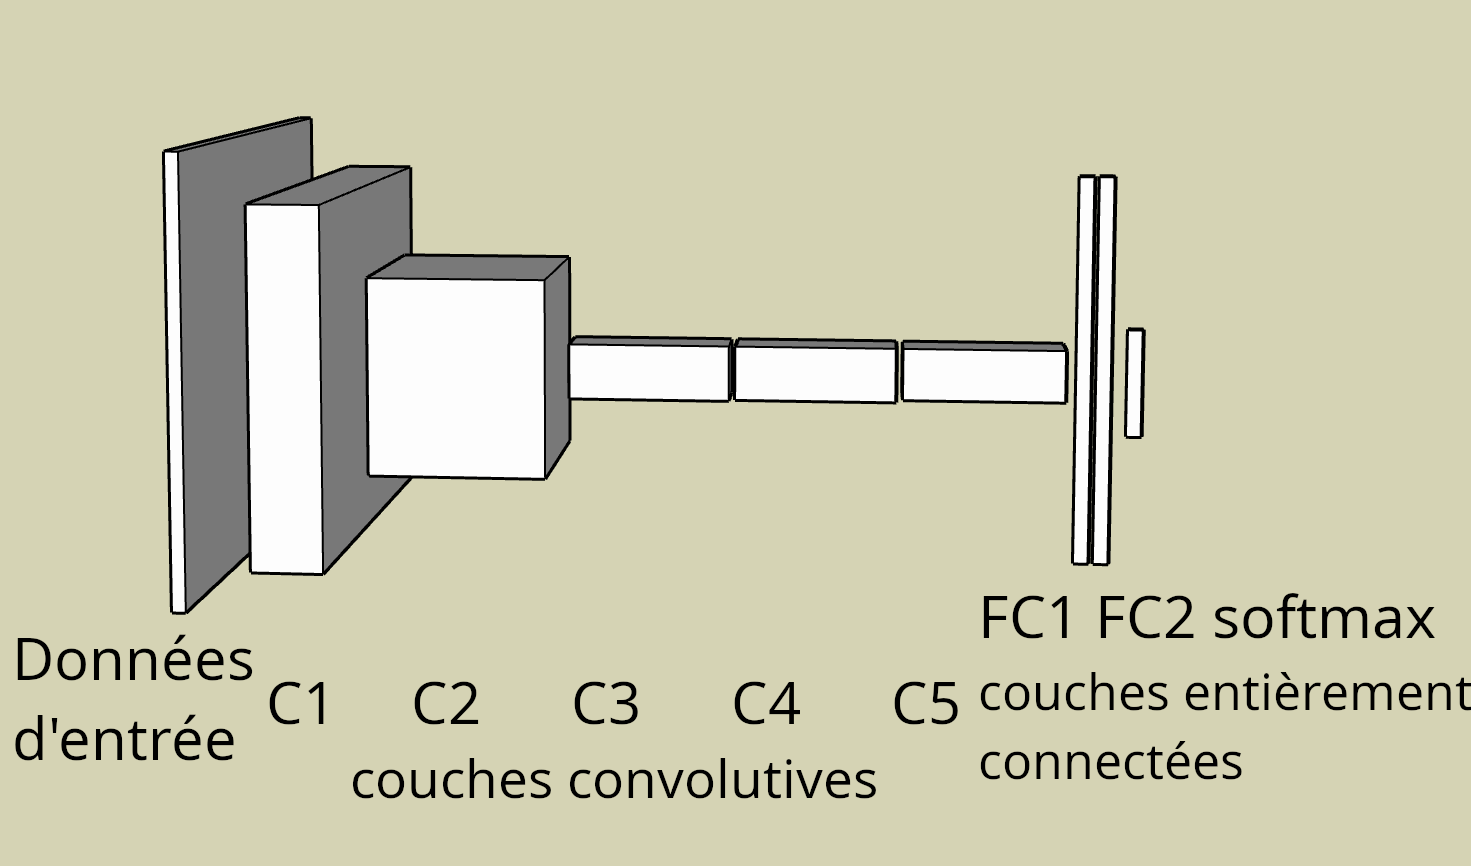 Données
d'entrée
C1 C2 C3 C4 C5
couches convolutives
FC1 FC2 softmax
couches entièrement
connectées